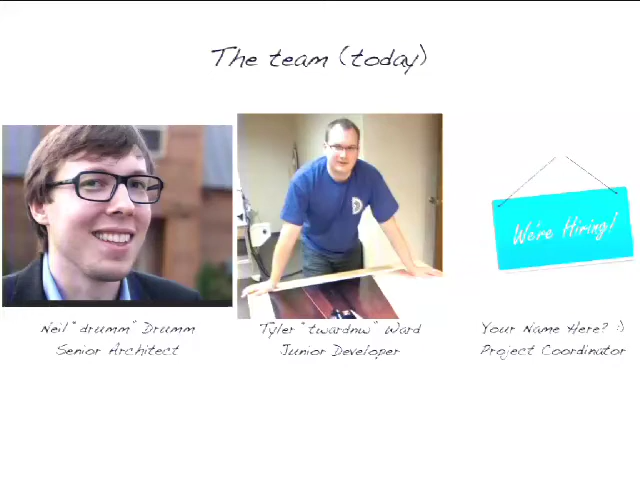 The team (today)
We're Hiring!
Neil "drumm" Drumm
Senior Architect
Tyler "twardnw" Ward
Junior Developer
Your Name Here? :)
Project Coordinator